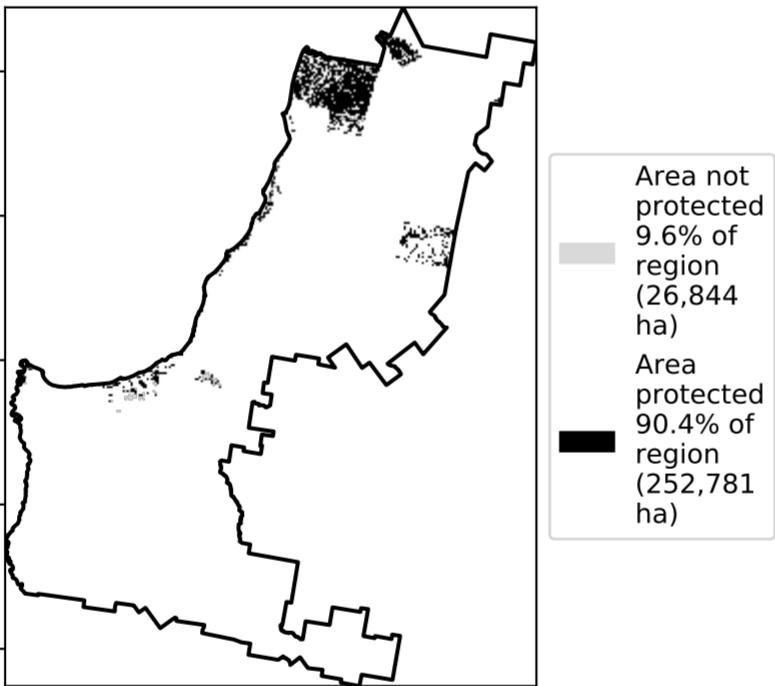 Area not
protected
9.6% of
region
(26,844
ha)
Area
protected
90.4% of
region
(252,781
ha)